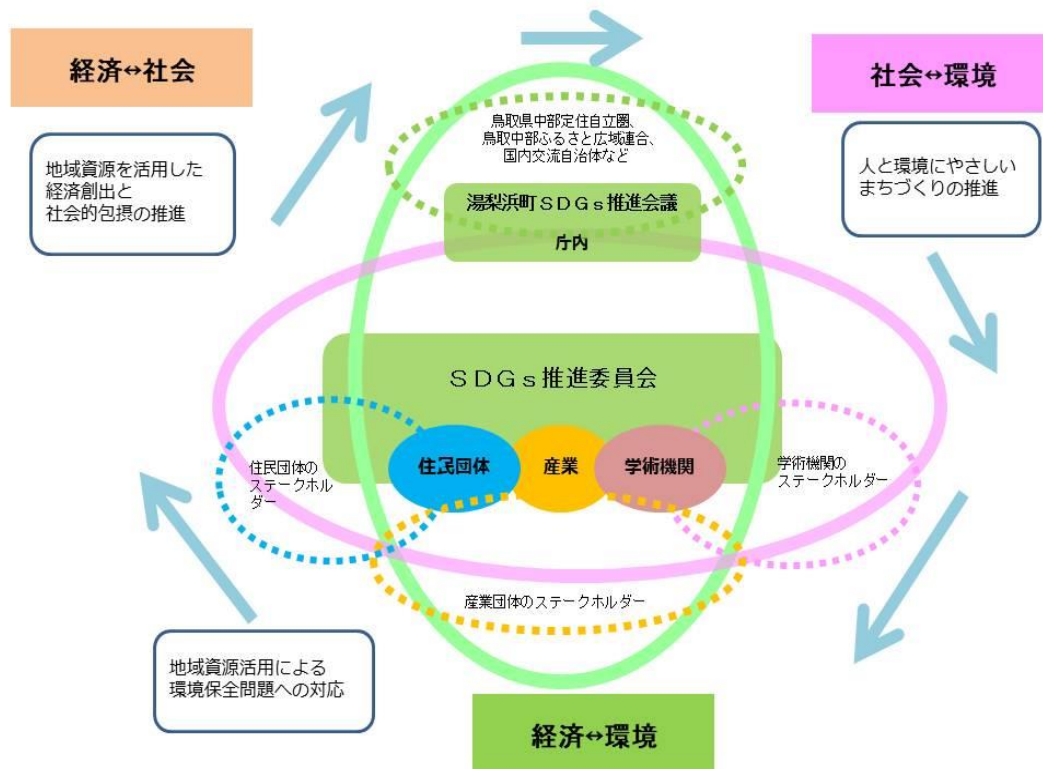 経済↔社会
社会↔環境
地域資源を活用した
経済創出と
社会的包摂の推進
鳥取県中部定住自立圏、
鳥取中部ふるさと広域連合、
国内交流自治体など
人と環境にやさしい
まちづくりの推進
湯梨浜町SDGs推進会議
庁内
SDGs推進委員会
住民団体
産業
学術機関
住民団体の
ステークホル
ダー
学術機関の
ステークホルダー
産業団体のステークホルダー
地域資源活用による
環境保全問題への対応
経済↔環境